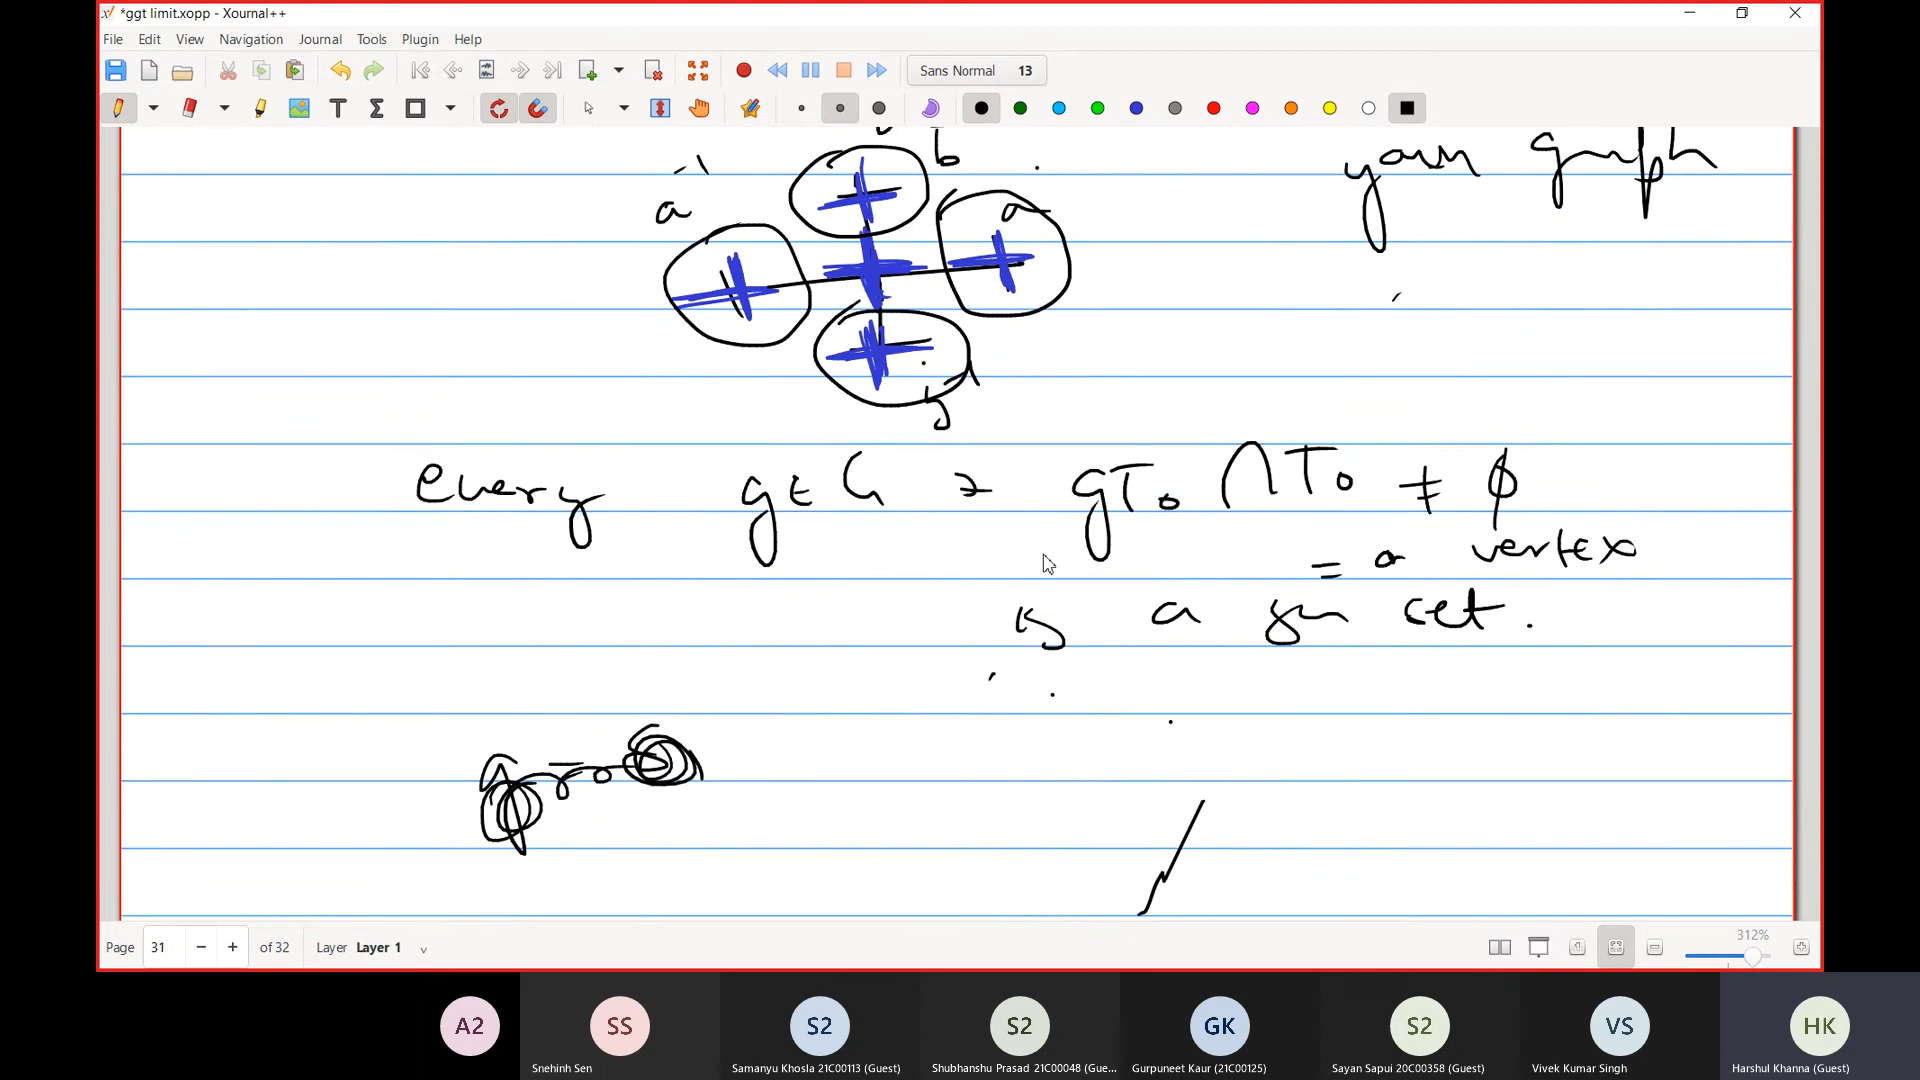 *ggt limit.xopp - Xournal++
File Edit View Navigation Journal Tools Plugin Help
Sans Normal 13
b
a⁻¹ a your graph
b⁻¹
every g ∈ G ∋ gT₀ ∩ T₀ ≠ ϕ
= a vertex
is a gen set.
Page 31 − + of 32 Layer Layer 1 312%
A2 SS S2 S2 GK S2 VS HK
Snehinh Sen Samanyu Khosla 21C00113 (Guest) Shubhanshu Prasad 21C00048 (Gue... Gurpuneet Kaur (21C00125) Sayan Sapui 20C00358 (Guest) Vivek Kumar Singh Harshul Khanna (Guest)